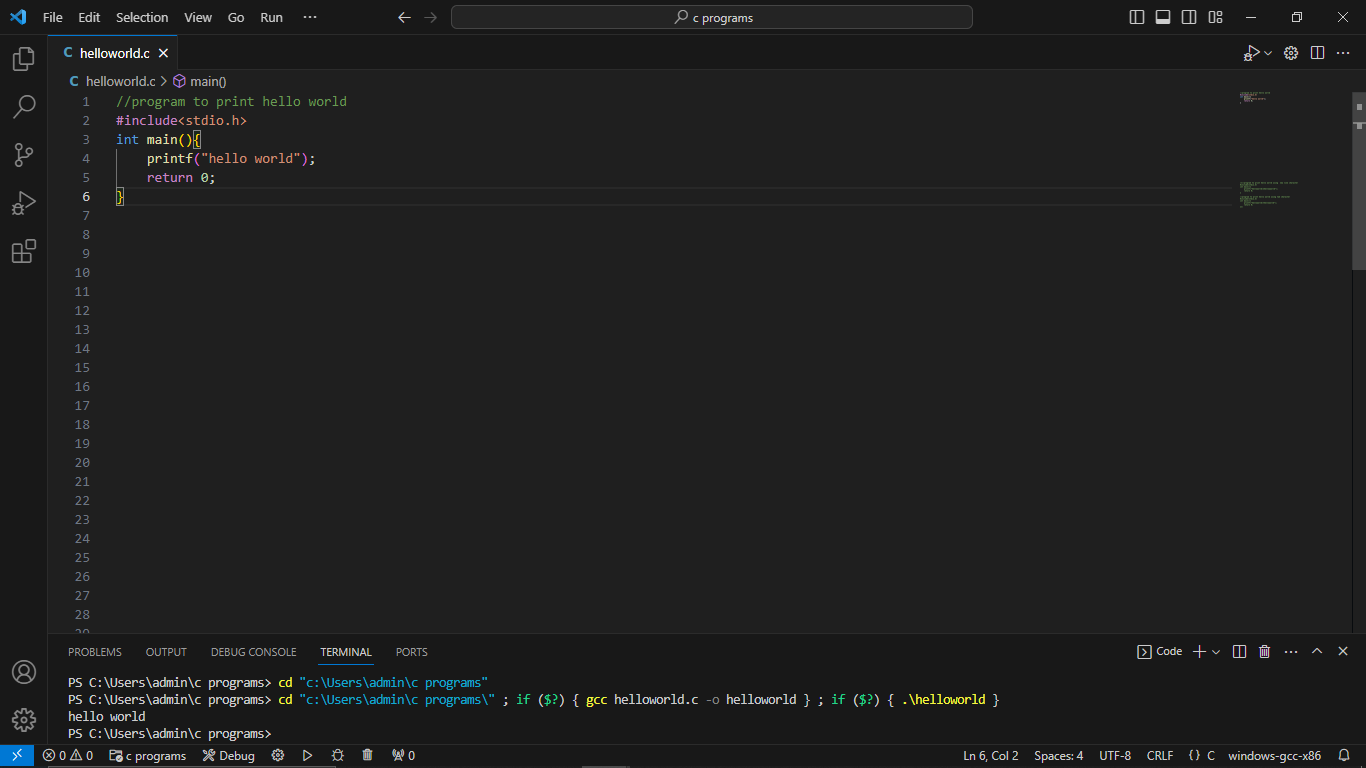 File Edit Selection View Go Run ··· c programs
C helloworld.c
C helloworld.c > main()
1 //program to print hello world
2 #include<stdio.h>
3 int main(){
4     printf("hello world");
5     return 0;
6 }
7
8
9
10
11
12
13
14
15
16
17
18
19
20
21
22
23
24
25
26
27
28
PROBLEMS OUTPUT DEBUG CONSOLE TERMINAL PORTS Code
PS C:\Users\admin\c programs> cd "c:\Users\admin\c programs"
PS C:\Users\admin\c programs> cd "c:\Users\admin\c programs\" ; if ($?) { gcc helloworld.c -o helloworld } ; if ($?) { .\helloworld }
hello world
PS C:\Users\admin\c programs>
0 0 c programs Debug 0 Ln 6, Col 2 Spaces: 4 UTF-8 CRLF {} C windows-gcc-x86